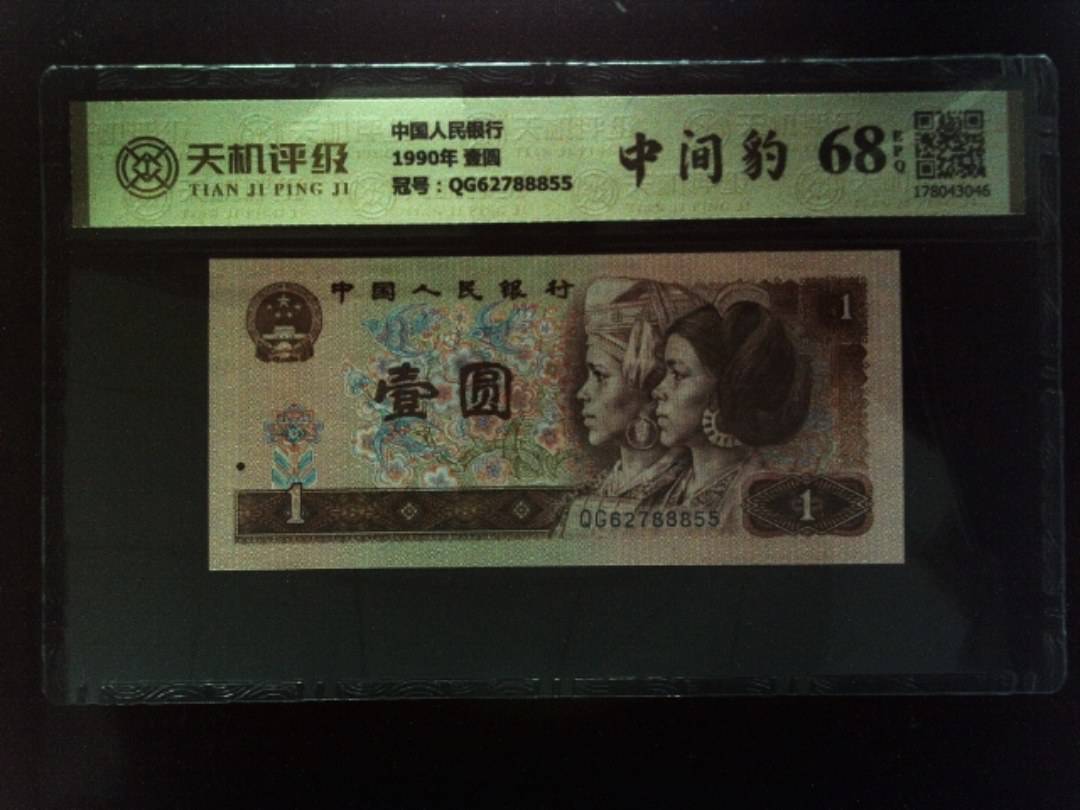 天机评级
TIAN JI PING JI
中国人民银行
1990年 壹圆
冠号：QG62788855
中间豹
68
EPQ
178043046
中国人民银行
1
壹圆
1
QG62788855
1